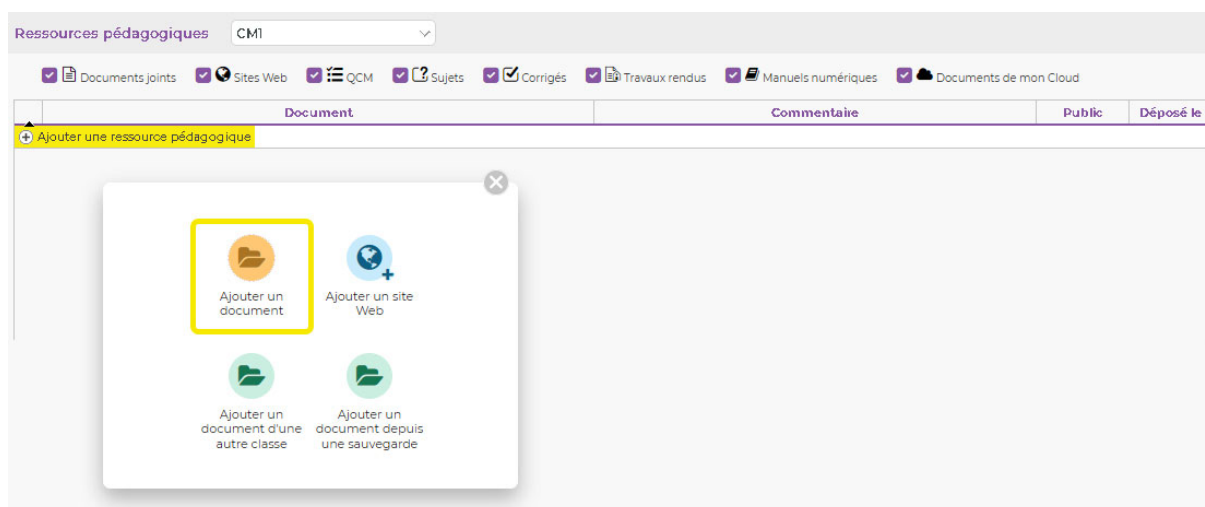 Ressources pédagogiques CM1
Documents joints Sites Web QCM Sujets Corrigés Travaux rendus Manuels numériques Documents de mon Cloud
Document Commentaire Public Déposé le
Ajouter une ressource pédagogique
Ajouter un
document
Ajouter un site
Web
Ajouter un
document d'une
autre classe
Ajouter un
document depuis
une sauvegarde